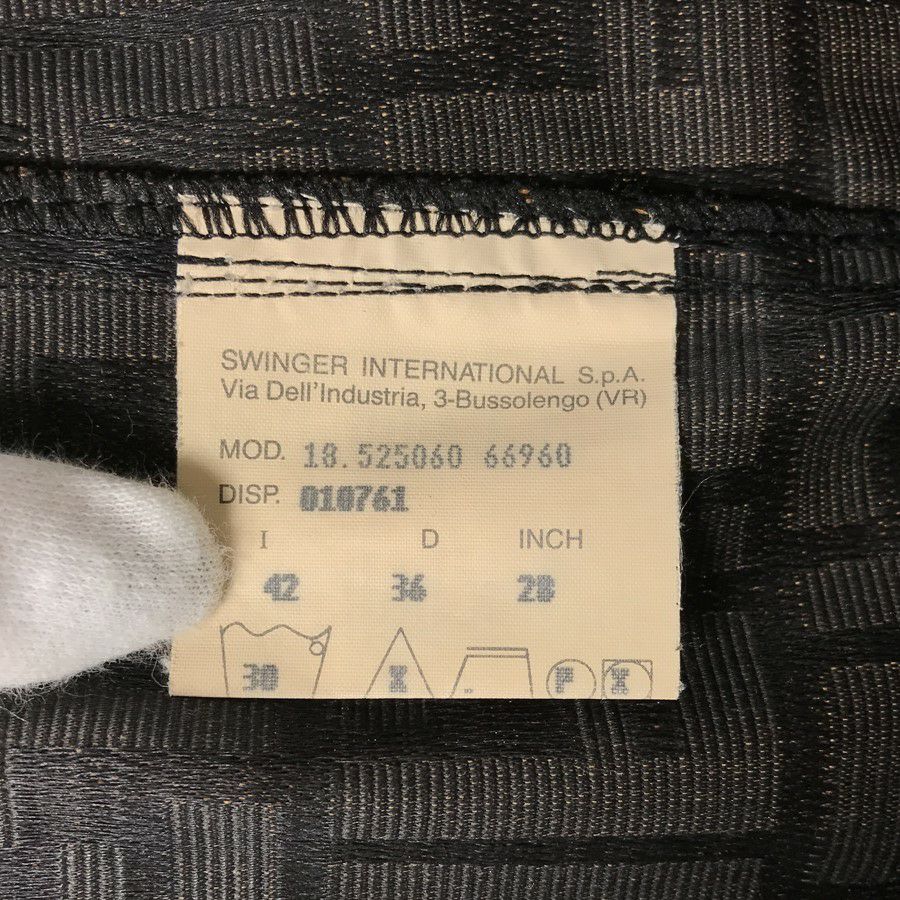 SWINGER INTERNATIONAL S.p.A.
Via Dell'Industria, 3-Bussolengo (VR)
MOD. 18.525060 66960
DISP. 010761
I D INCH
42 36 28
30 X P X